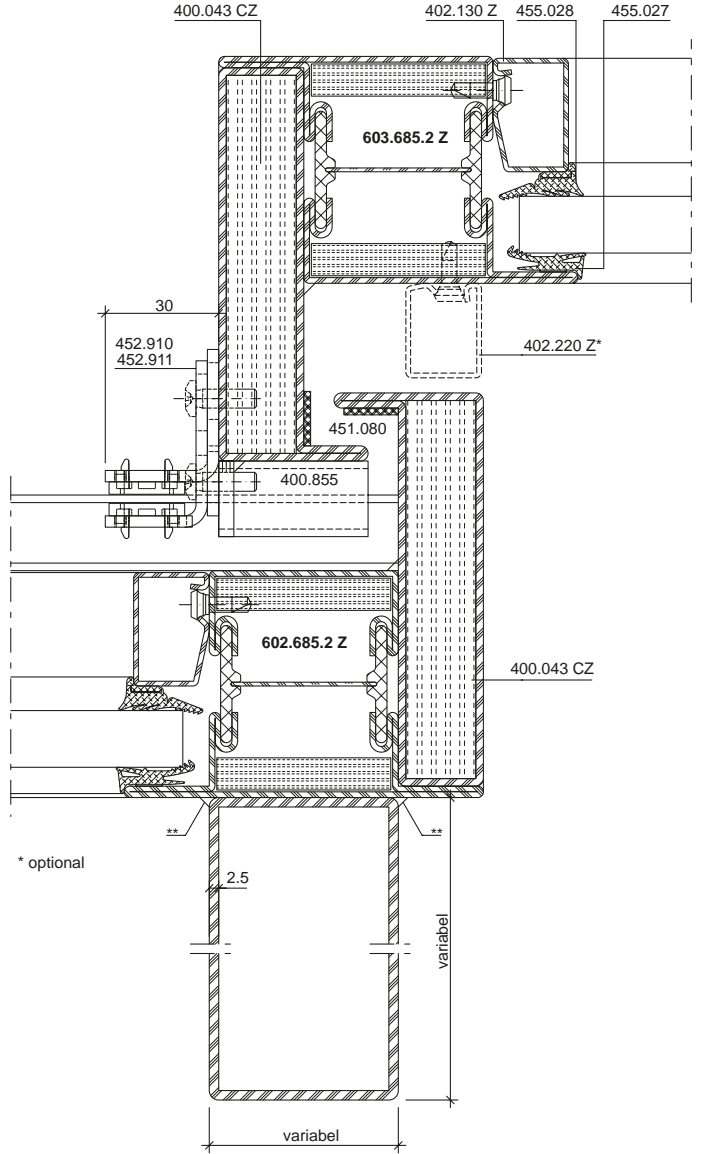 400.043 CZ
402.130 Z
455.028
455.027
603.685.2 Z
30
452.910
452.911
402.220 Z*
451.080
400.855
602.685.2 Z
400.043 CZ
**
**
* optional
2.5
variabel
variabel